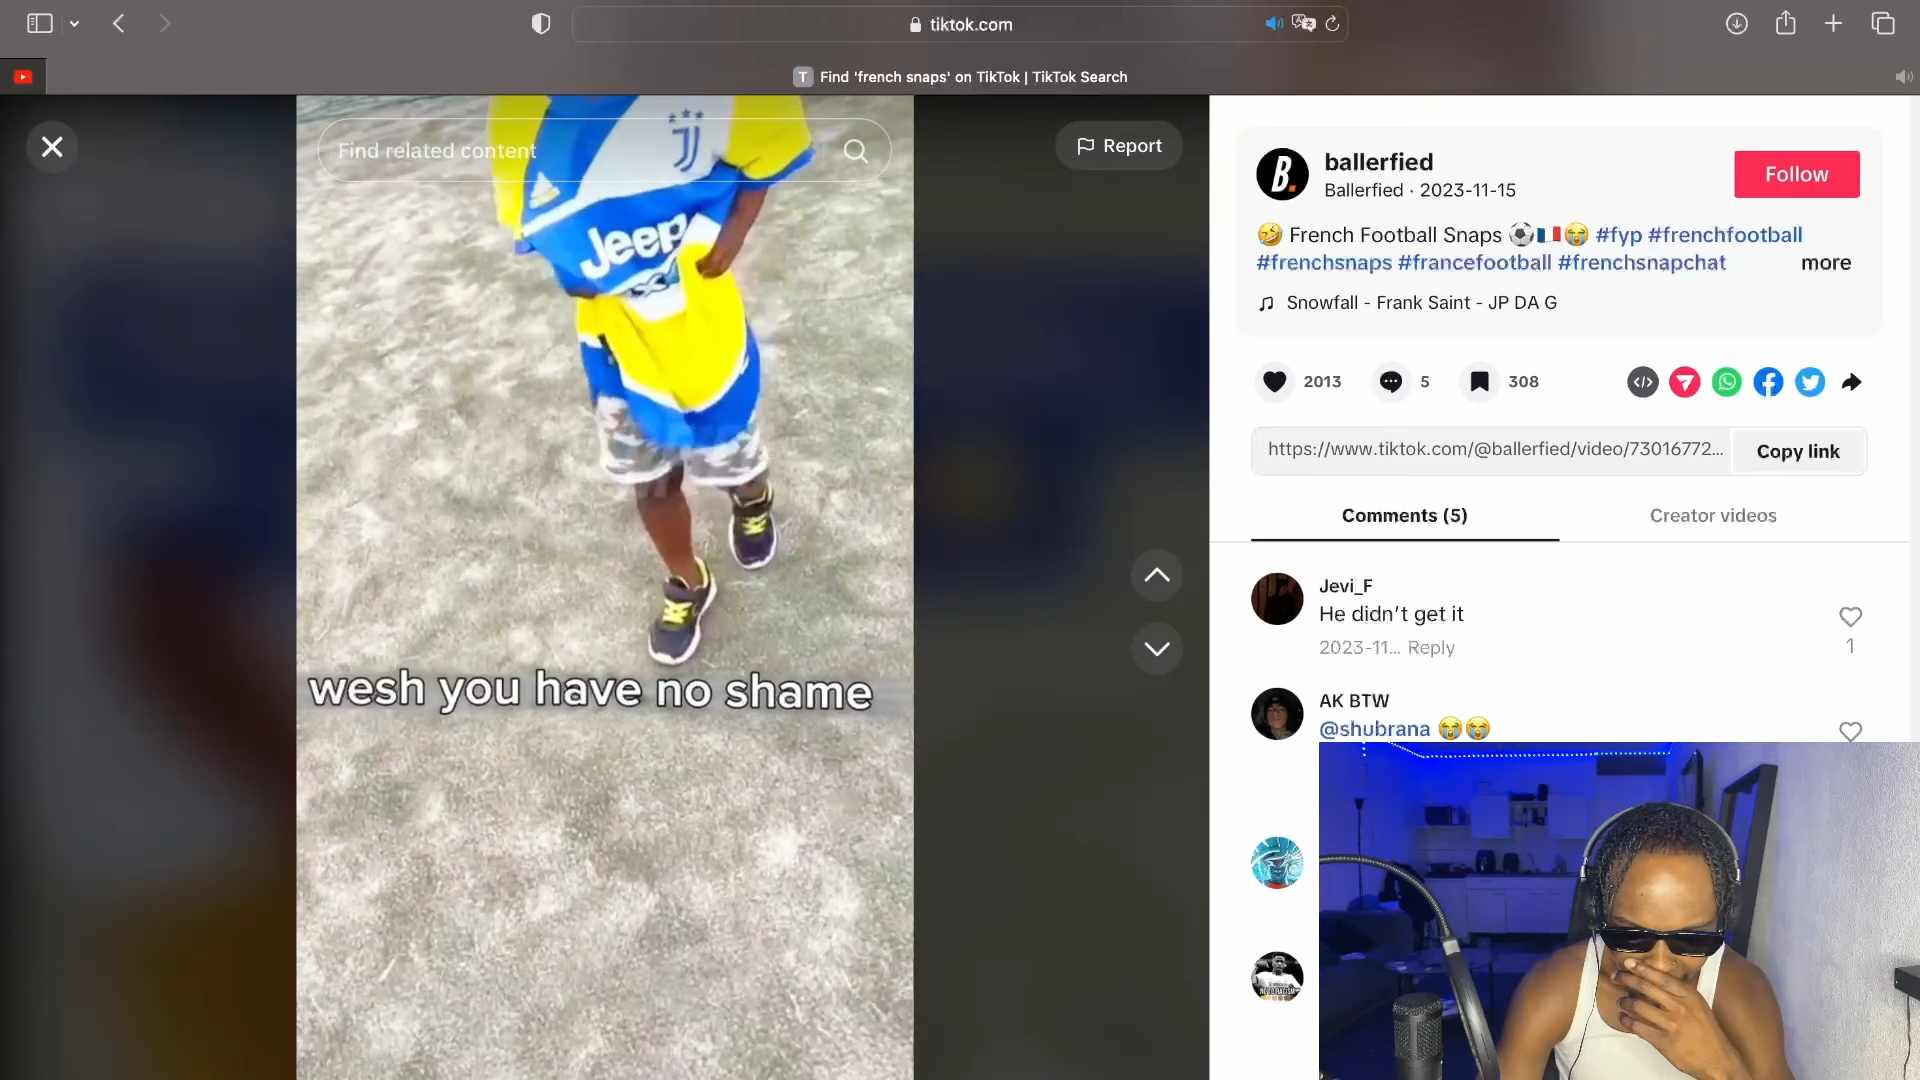 tiktok.com
T Find 'french snaps' on TikTok | TikTok Search
Find related content
Report
Jeep
wesh you have no shame
B.
ballerfied
Ballerfied · 2023-11-15
Follow
🤣 French Football Snaps ⚽🇫🇷😭 #fyp #frenchfootball
#frenchsnaps #francefootball #frenchsnapchat more
Snowfall - Frank Saint - JP DA G
2013
5
308
https://www.tiktok.com/@ballerfied/video/73016772...
Copy link
Comments (5)
Creator videos
Jevi_F
He didn't get it
2023-11... Reply
1
AK BTW
@shubrana 😭😭